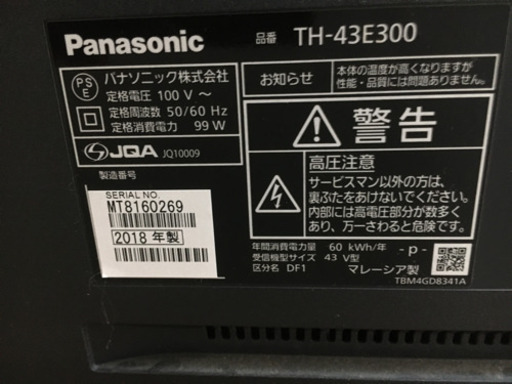 Panasonic 品番 TH-43E300
PS
E
パナソニック株式会社
定格電圧 100 V ～
定格周波数 50/60 Hz
定格消費電力 99 W
JQA JQ10009
製造番号
SERIAL NO.
MT8160269
2018 年製
お知らせ
本体の温度が高くなりますが
性能・品質には問題ありません。
警告
高圧注意
サービスマン以外の方は、
裏ぶたをあけないでください。
内部には高電圧部分が数多く
あり、万一さわると危険です。
年間消費電力量 60 kWh/年
受信機型サイズ 43 V型
区分名 DF1
-p-
マレーシア製
TBM4GD8341A